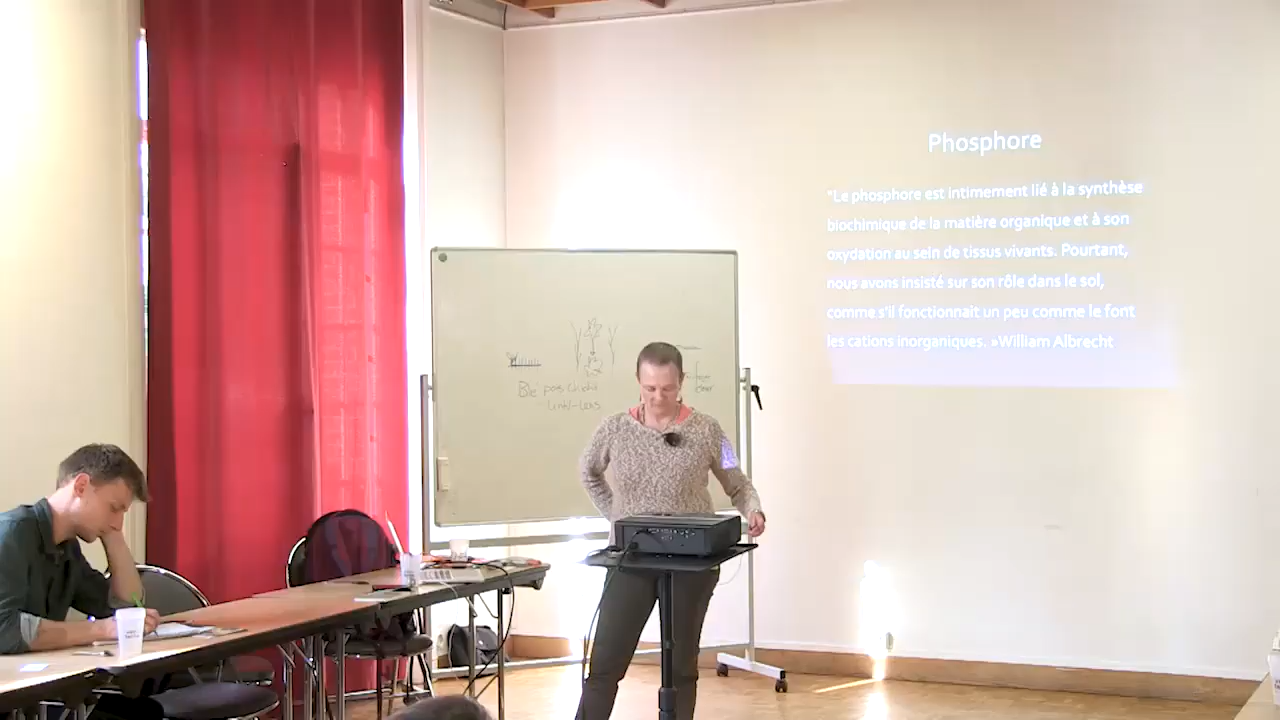 Phosphore
"Le phosphore est intimement lié à la synthèse
biochimique de la matière organique et à son
oxydation au sein de tissus vivants. Pourtant,
nous avons insisté sur son rôle dans le sol,
comme s'il fonctionnait un peu comme le font
les cations inorganiques. »William Albrecht
Blé